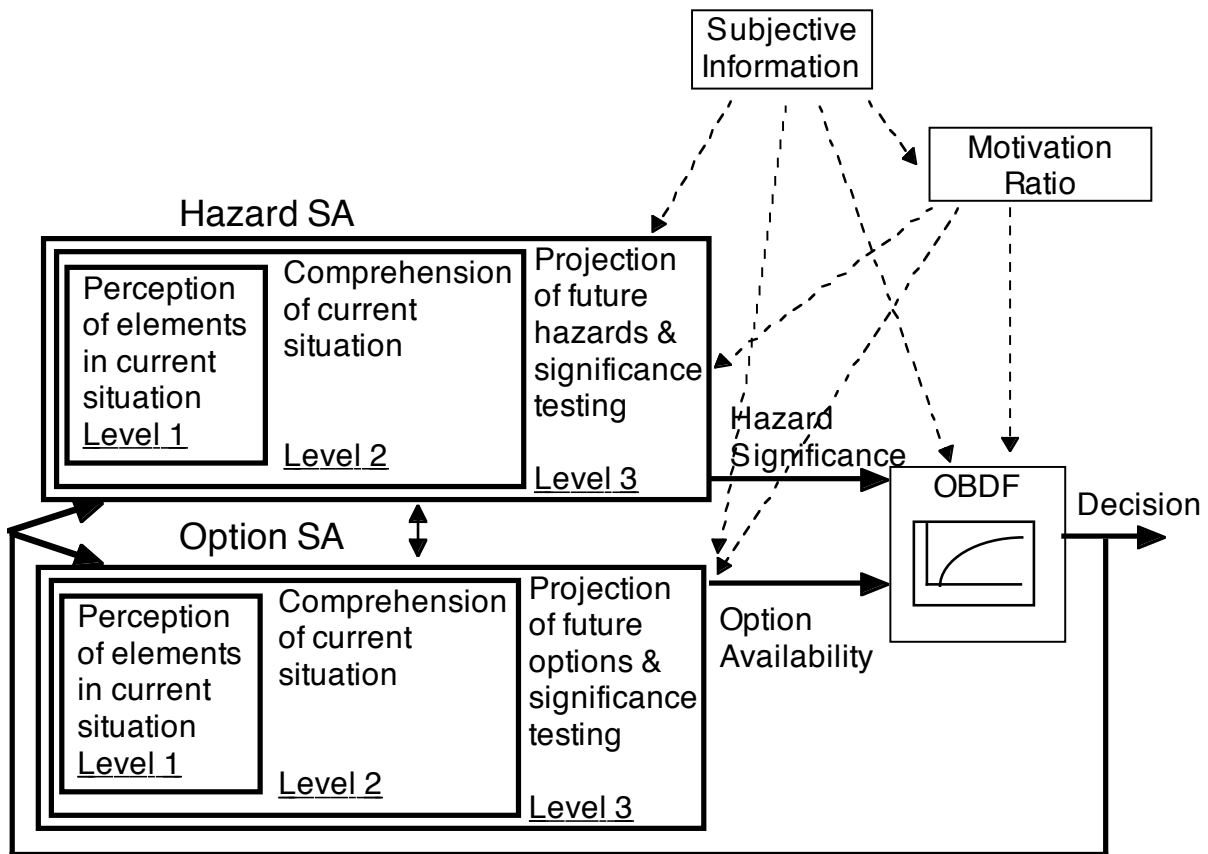 Subjective
Information
Motivation
Ratio
Hazard SA
Perception
of elements
in current
situation
Level 1
Comprehension
of current
situation
Level 2
Projection
of future
hazards &
significance
testing
Level 3
Hazard
Significance
OBDF
Decision
Option SA
Perception
of elements
in current
situation
Level 1
Comprehension
of current
situation
Level 2
Projection
of future
options &
significance
testing
Level 3
Option
Availability